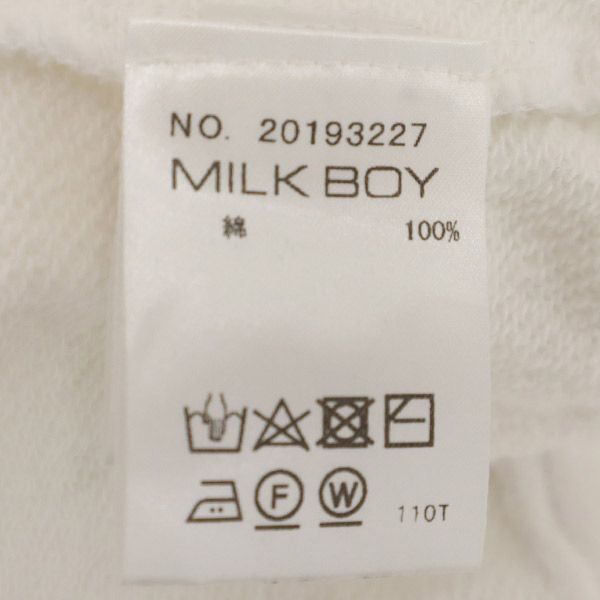 NO. 20193227
MILK BOY
綿 100%
F W 110T